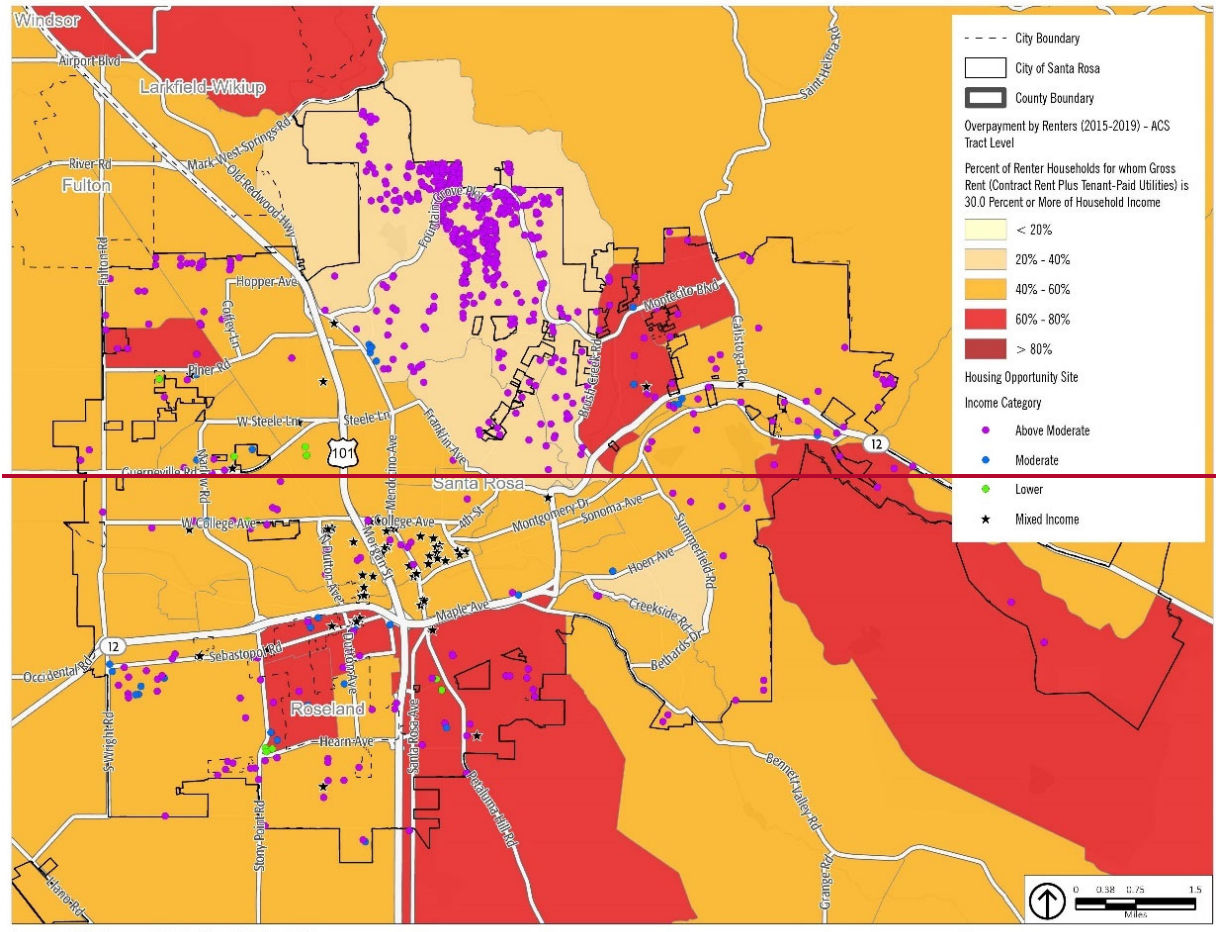 Windsor
Airport Blvd
Larkfield-Wikiup
Saint Helena Rd
Mark West Springs Rd
River Rd
Fulton
Old Redwood Hwy
Fountain Grove Pky
Fulton Rd
Hopper Ave
Coffey Ln
Montecito Blvd
Calistoga Rd
Piner Rd
Brush Creek Rd
W Steele Ln
Steele Ln
Franklin Ave
101
Mendocino Ave
12
Guerneville Rd
Marlow Rd
Santa Rosa
W College Ave
College Ave
4th St
Montgomery Dr
Sonoma Ave
Summerfield Rd
Morgan St
N Dutton Ave
Hoen Ave
Creekside Rd
Maple Ave
Bethards Dr
12
Occidental Rd
Sebastopol Rd
Dutton Ave
Roseland
S Wright Rd
Hearn Ave
Santa Rosa Ave
Petaluma Hill Rd
Stony Point Rd
Bennett Valley Rd
Grange Rd
Llano Rd
City Boundary
City of Santa Rosa
County Boundary
Overpayment by Renters (2015-2019) - ACS
Tract Level
Percent of Renter Households for whom Gross
Rent (Contract Rent Plus Tenant-Paid Utilities) is
30.0 Percent or More of Household Income
< 20%
20% - 40%
40% - 60%
60% - 80%
> 80%
Housing Opportunity Site
Income Category
Above Moderate
Moderate
Lower
Mixed Income
0 0.38 0.75 1.5
Miles